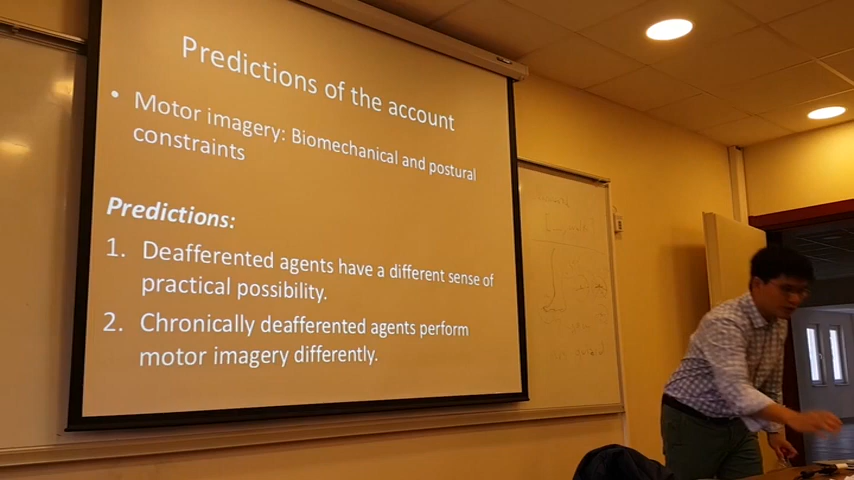 Predictions of the account
• Motor imagery: Biomechanical and postural
constraints
Predictions:
1. Deafferented agents have a different sense of
practical possibility.
2. Chronically deafferented agents perform
motor imagery differently.